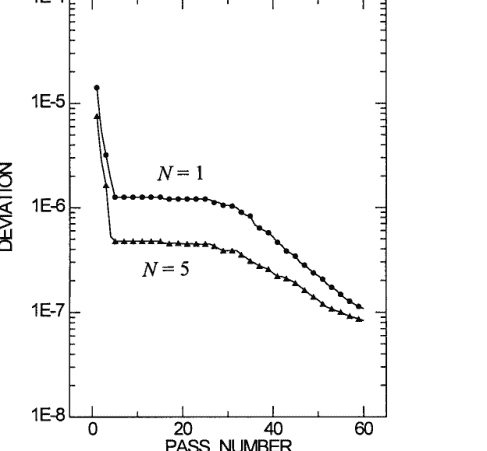 1E-5
1E-6
1E-7
1E-8
DEVIATION
N = 1
N = 5
0 20 40 60
PASS NUMBER